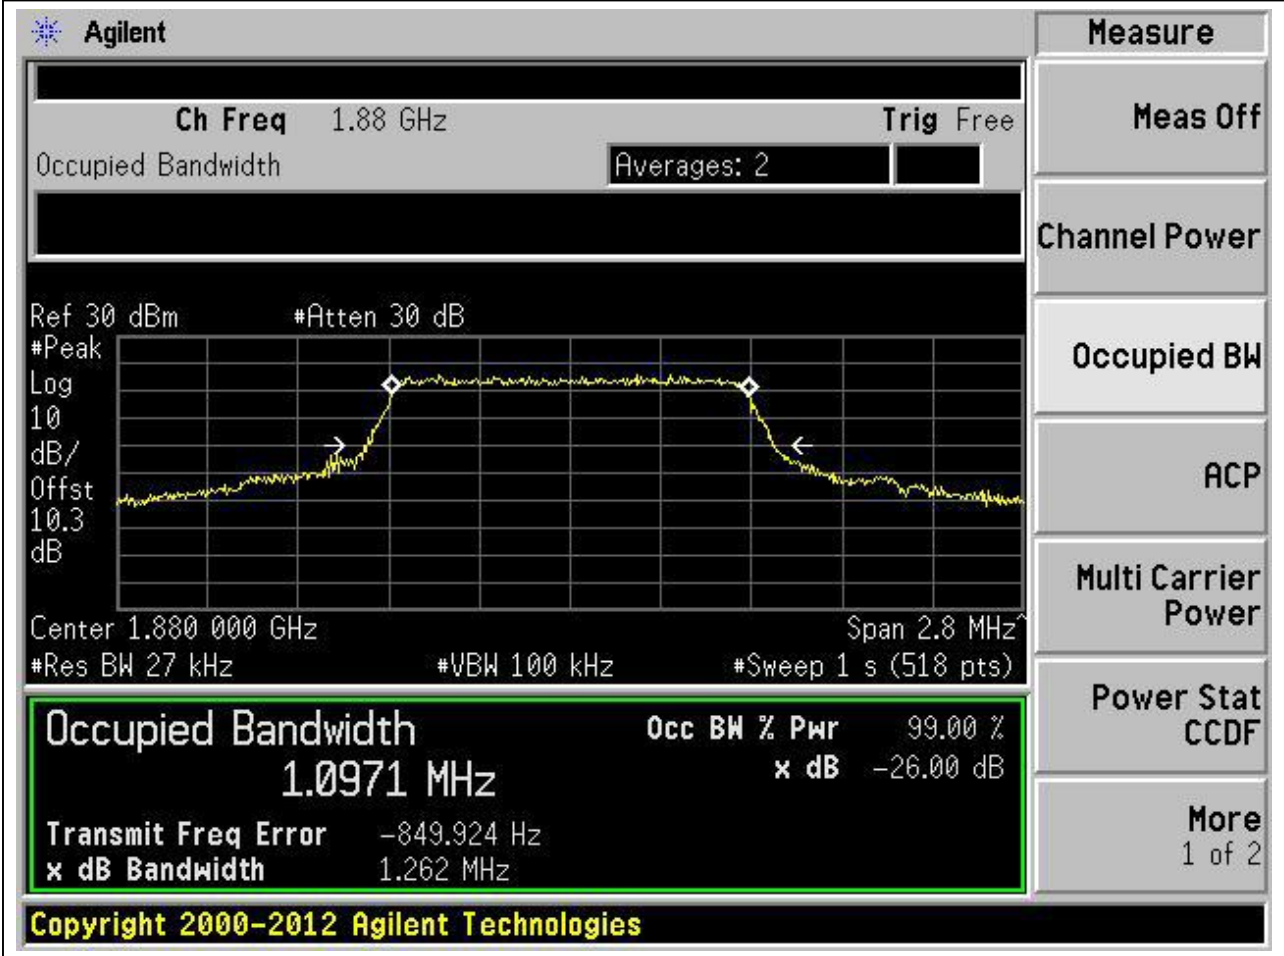 Agilent
Measure
Ch Freq 1.88 GHz Trig Free
Occupied Bandwidth Averages: 2
Ref 30 dBm #Atten 30 dB
#Peak
Log
10
dB/
Offst
10.3
dB
Center 1.880 000 GHz Span 2.8 MHz^
#Res BW 27 kHz #VBW 100 kHz #Sweep 1 s (518 pts)
Occupied Bandwidth
1.0971 MHz
Occ BW % Pwr 99.00 %
x dB -26.00 dB
Transmit Freq Error -849.924 Hz
x dB Bandwidth 1.262 MHz
Meas Off
Channel Power
Occupied BW
ACP
Multi Carrier
Power
Power Stat
CCDF
More
1 of 2
Copyright 2000-2012 Agilent Technologies